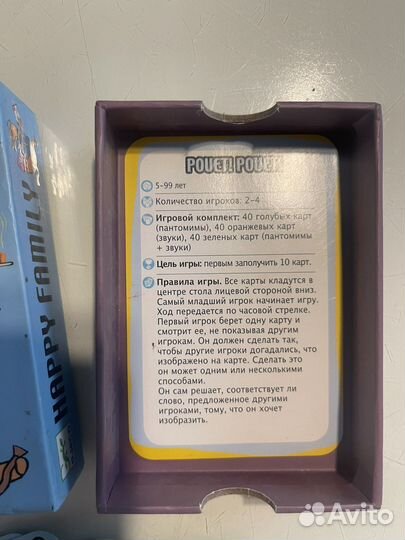 POUET! POUET!
5-99 лет
Количество игроков: 2-4
Игровой комплект: 40 голубых карт
(пантомимы), 40 оранжевых карт
(звуки), 40 зеленых карт (пантомимы
+ звуки)
Цель игры: первым заполучить 10 карт.
Правила игры. Все карты кладутся в
центре стола лицевой стороной вниз.
Самый младший игрок начинает игру.
Ход передается по часовой стрелке.
Первый игрок берет одну карту и
смотрит ее, не показывая другим
игрокам. Он должен сделать так,
чтобы другие игроки догадались, что
изображено на карте. Сделать это
он может одним или несколькими
способами.
Он сам решает, соответствует ли
слово, предложенное другими
игроками, тому, что он хочет
изобразить.
HAPPY FAMILY
Avito